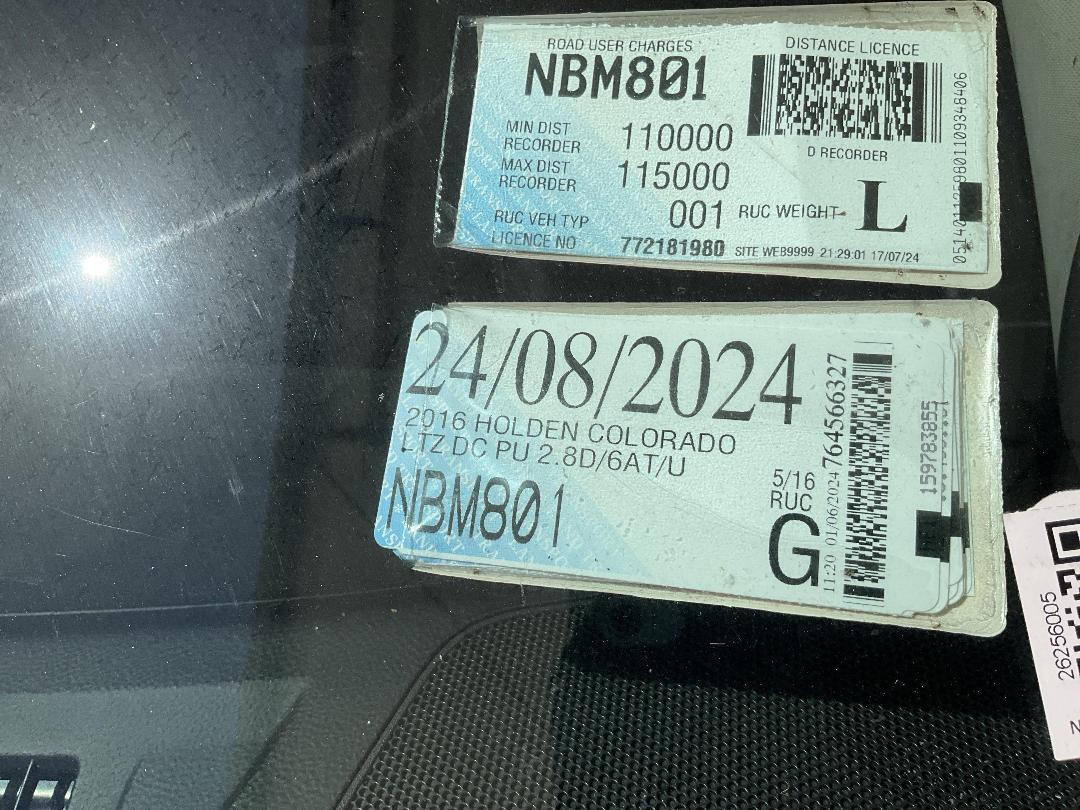 ROAD USER CHARGES
DISTANCE LICENCE
NBM801
MIN DIST RECORDER 110000
D RECORDER
MAX DIST RECORDER 115000
RUC VEH TYP 001 RUC WEIGHT L
LICENCE NO 772181980 SITE WEB9999 21:29:01 17/07/24
24/08/2024
2016 HOLDEN COLORADO
LTZ DC PU 2.8D/6AT/U
NBM801
5/16
RUC
G
11:20 01/06/2024 764566327
159783855
26256005